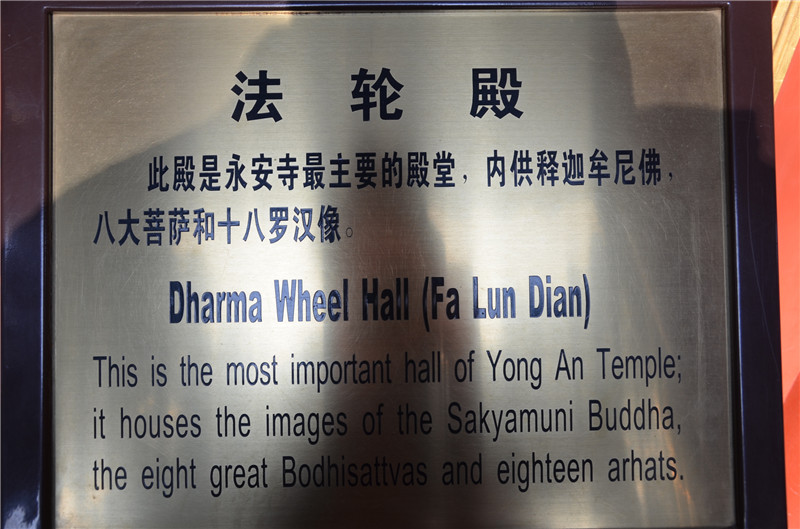 法轮殿
此殿是永安寺最主要的殿堂，内供释迦牟尼佛，
八大菩萨和十八罗汉像。
Dharma Wheel Hall (Fa Lun Dian)
This is the most important hall of Yong An Temple;
it houses the images of the Sakyamuni Buddha,
the eight great Bodhisattvas and eighteen arhats.